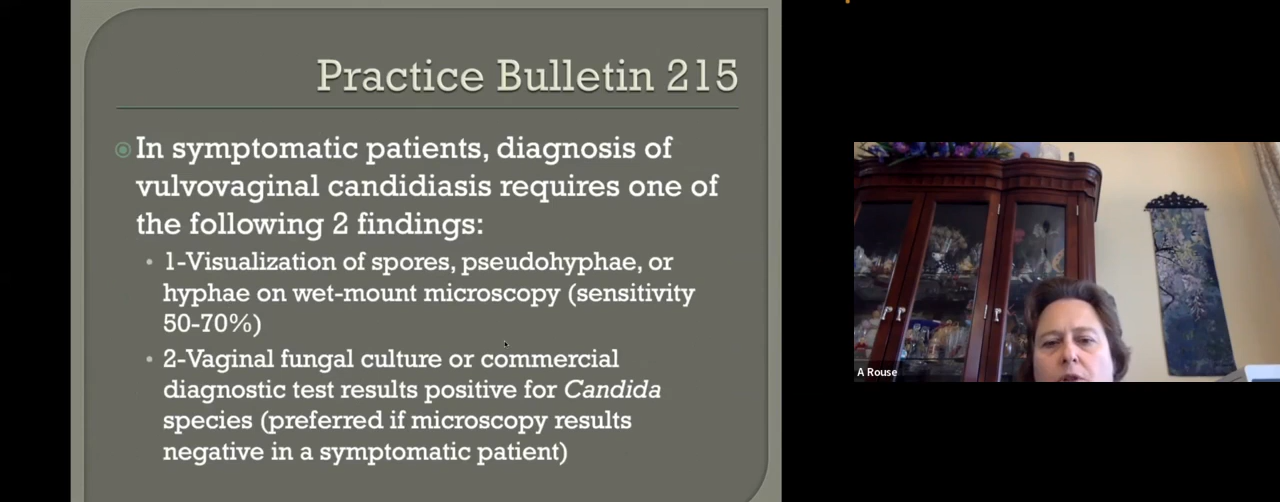 Practice Bulletin 215
In symptomatic patients, diagnosis of
vulvovaginal candidiasis requires one of
the following 2 findings:
1-Visualization of spores, pseudohyphae, or
hyphae on wet-mount microscopy (sensitivity
50-70%)
2-Vaginal fungal culture or commercial
diagnostic test results positive for Candida
species (preferred if microscopy results
negative in a symptomatic patient)
A Rouse